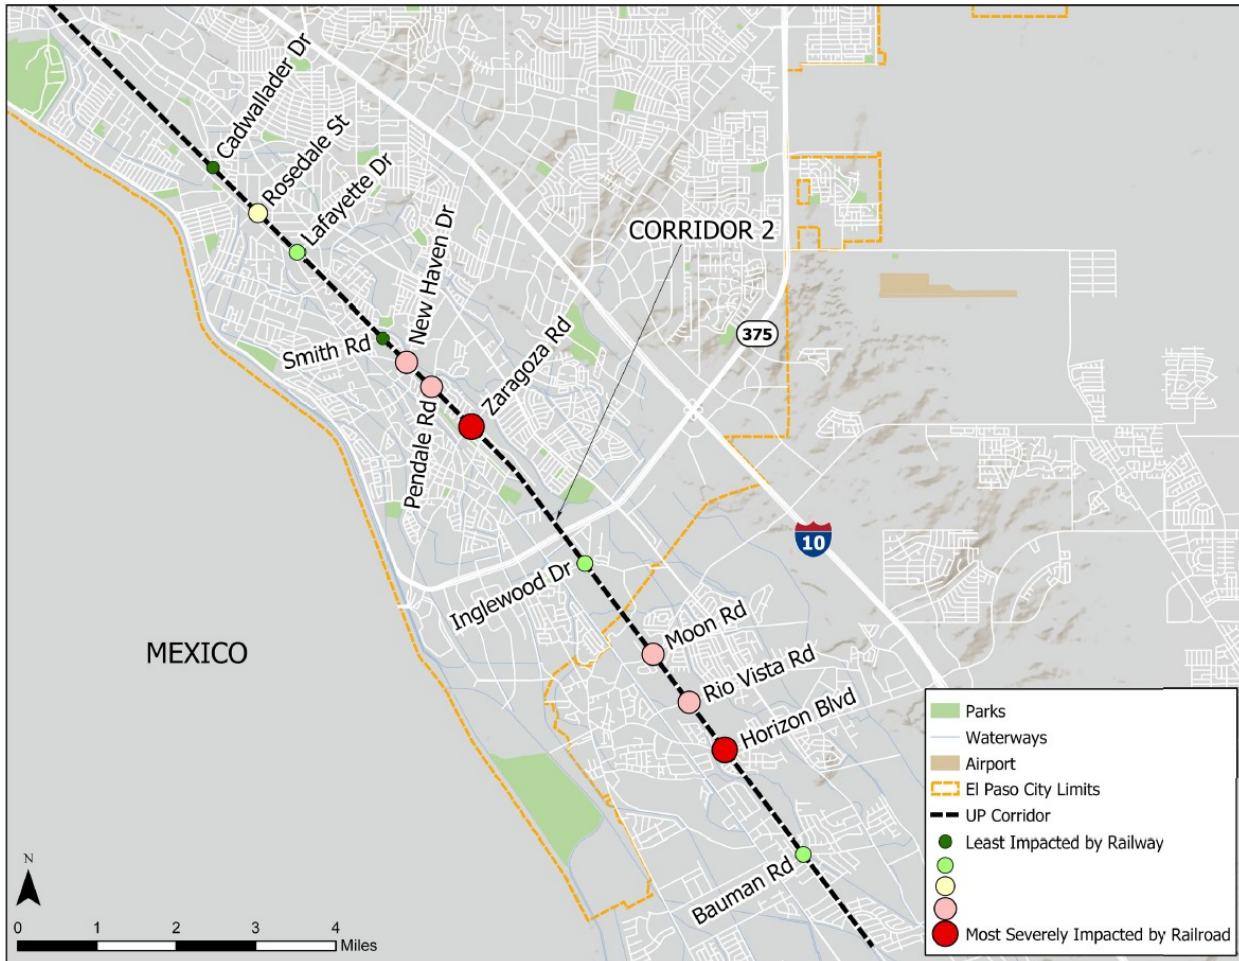 Cadwallader Dr
Rosedale St
Lafayette Dr
New Haven Dr
CORRIDOR 2
Smith Rd
Zaragoza Rd
375
Pendale Rd
10
Inglewood Dr
Moon Rd
MEXICO
Rio Vista Rd
Horizon Blvd
Bauman Rd
Parks
Waterways
Airport
El Paso City Limits
UP Corridor
Least Impacted by Railway
Most Severely Impacted by Railroad
N
0 1 2 3 4
Miles